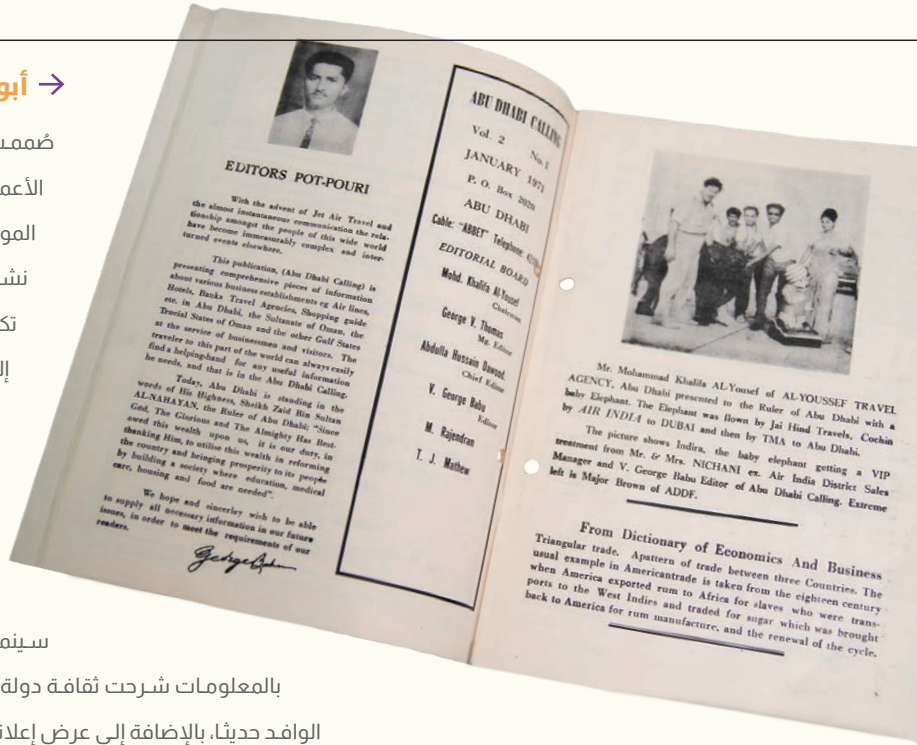 → أبو
صُممـ
الأعمـ
المو
نشـ
تكـ
سـينمـ
بالمعلومـات شـرحت ثقافـة دولة
الوافـد حديثـا، بالإضافة إلى عرض
EDITORS POT-POURI
With the advent of Jet Air Travel and
the almost instantaneous communication the rela-
tionship amongst the people of this wide world
have become immeasurably complex and inter-
turned events elsewhere.
This publication, (Abu Dhabi Calling) is
presenting comprehensive pieces of information
about various business establishments eg Air lines,
Hotels, Banks Travel Agencies, Shopping guide
etc. in Abu Dhabi, the Sultanate of Oman, the
Trucial States of Oman and the other Gulf States
at the service of businessmen and visitors. The
traveler to this part of the world can always easily
find a helping-hand for any useful information
he needs, and that is in the Abu Dhabi Calling.
Today, Abu Dhabi is standing in the
words of His Highness, Sheikh Zaid Bin Sultan
AL-NAHAYAN, the Ruler of Abu Dhabi: "Since
God, The Glorious and The Almighty Has Best-
owed this wealth upon us, it is our duty, in
thanking Him, to utilise this wealth in reforming
the country and bringing prosperity to its people
by building a society where education, medical
care, housing and food are needed".
We hope and sincerley wish to be able
to supply all necessary information in our future
issues, in order to meet the requirements of our
readers.
ABU DHABI CALLING
Vol. 2 No. 1
JANUARY 1971
P. O. Box 2020
ABU DHABI
Cable: "ABBEY" Telephone:
EDITORIAL BOARD
Mohd. Khalifa Al-Yousef
Chairman
George V. Thomas
Mg. Editor
Abdulla Hussain Dawood
Chief Editor
V. George Babu
Editor
M. Rajendran
T. J. Mathew
Mr. Mohammad Khalifa AL-Yousef of AL-YOUSSEF TRAVEL
AGENCY, Abu Dhabi presented to the Ruler of Abu Dhabi with a
baby Elephant. The Elephant was flown by Jai Hind Travels, Cochin
by AIR INDIA to DUBAI and then by TMA to Abu Dhabi.
The picture shows Indira, the baby elephant getting a VIP
treatment from Mr. & Mrs. NICHANI ex. Air India District Sales
Manager and V. George Babu Editor of Abu Dhabi Calling. Extreme
left is Major Brown of ADDF.
From Dictionary of Economics And Business
Triangular trade. Apattern of trade between three Countries. The
usual example in Americantrade is taken from the eighteen century
when America exported rum to Africa for slaves who were trans-
ports to the West Indies and traded for sugar which was brought
back to America for rum manufacture, and the renewal of the cycle.